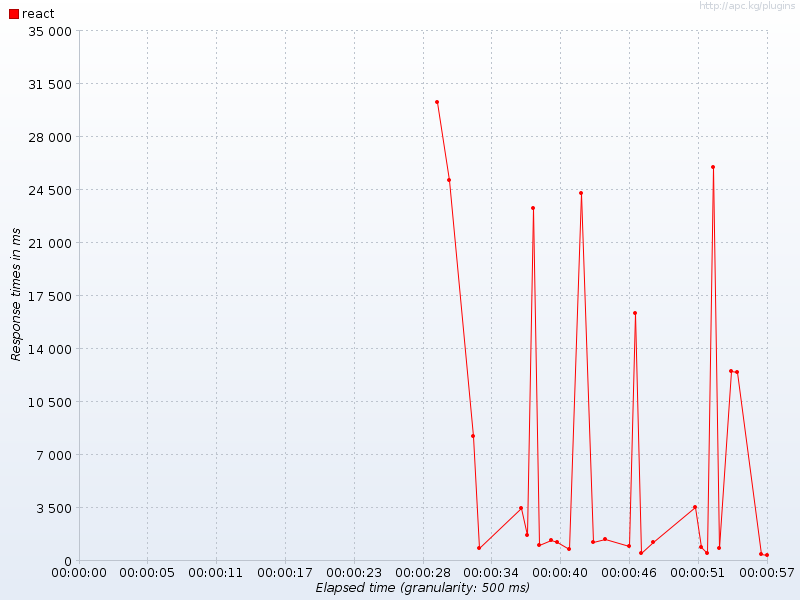 http://apc.kg/plugins
react
35 000
31 500
28 000
24 500
21 000
17 500
14 000
10 500
7 000
3 500
0
Response times in ms
00:00:00 00:00:05 00:00:11 00:00:17 00:00:23 00:00:28 00:00:34 00:00:40 00:00:46 00:00:51 00:00:57
Elapsed time (granularity: 500 ms)